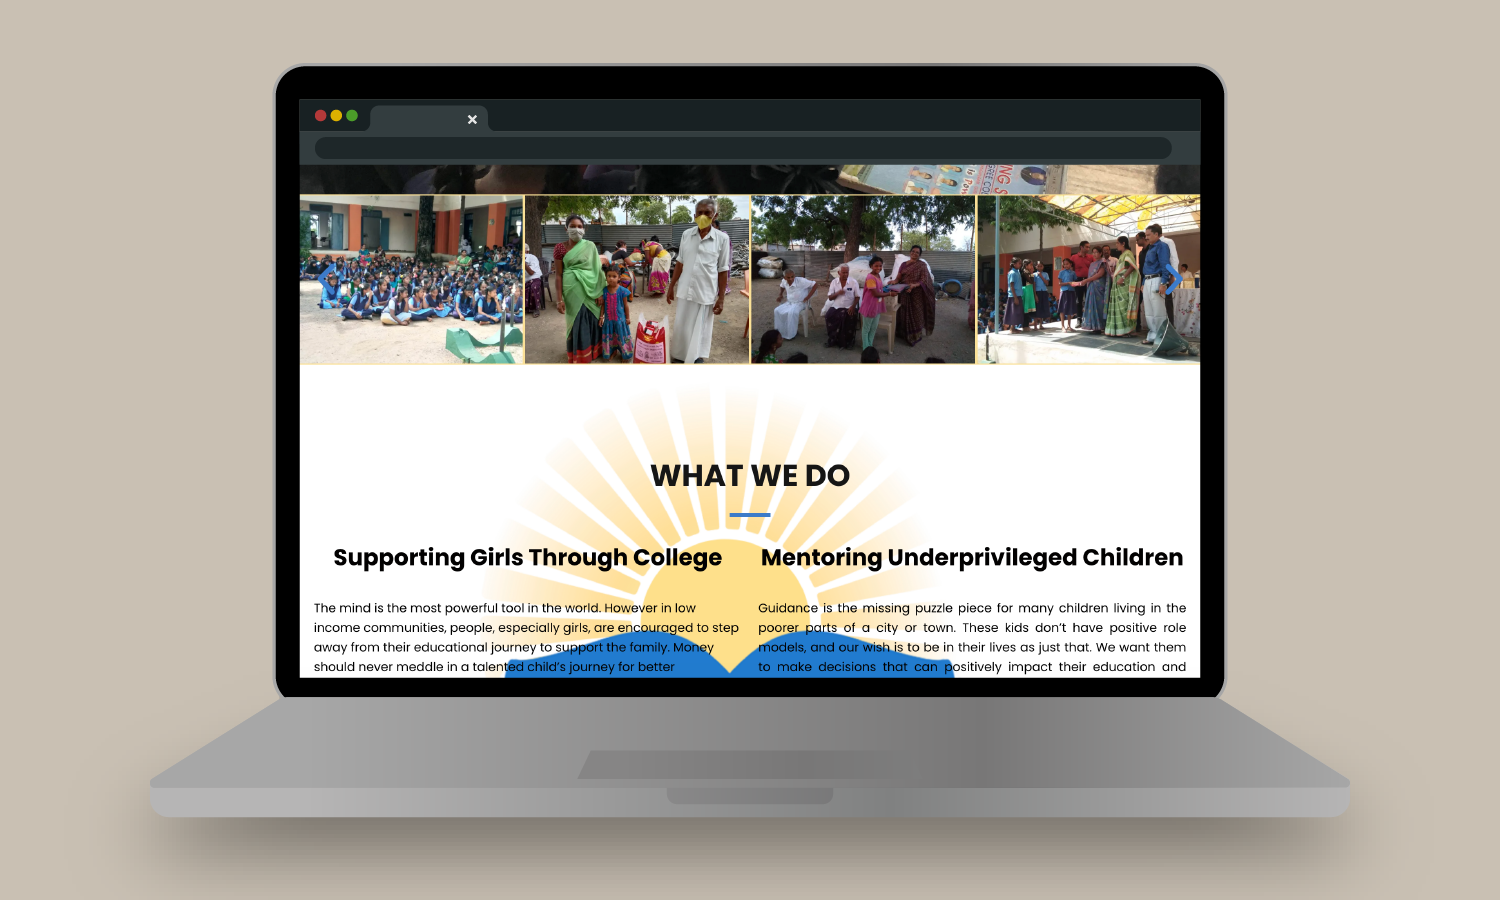 WHAT WE DO
Supporting Girls Through College
The mind is the most powerful tool in the world. However in low
income communities, people, especially girls, are encouraged to step
away from their educational journey to support the family. Money
should never meddle in a talented child's journey for better
Mentoring Underprivileged Children
Guidance is the missing puzzle piece for many children living in the
poorer parts of a city or town. These kids don't have positive role
models, and our wish is to be in their lives as just that. We want them
to make decisions that can positively impact their education and